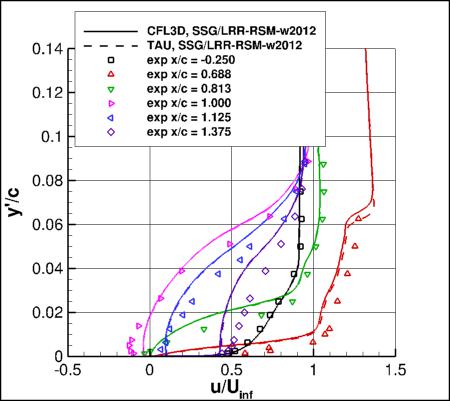 CFL3D, SSG/LRR-RSM-w2012
TAU, SSG/LRR-RSM-w2012
exp x/c = -0.250
exp x/c = 0.688
exp x/c = 0.813
exp x/c = 1.000
exp x/c = 1.125
exp x/c = 1.375
0.14
0.12
0.1
0.08
0.06
0.04
0.02
0
y'/c
-0.5
0
0.5
1
1.5
u/Uinf